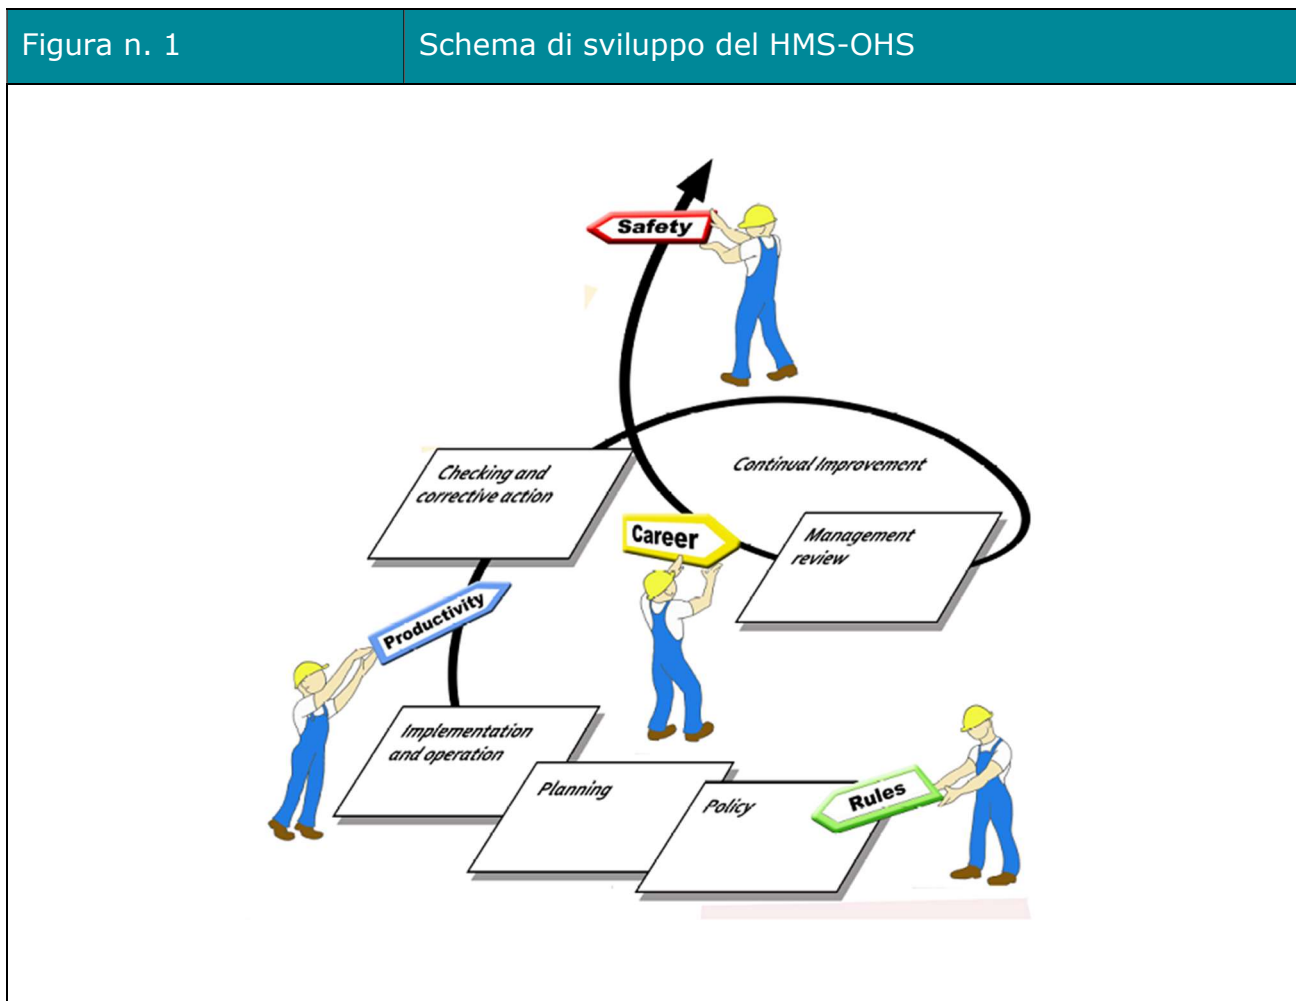 Figura n. 1
Schema di sviluppo del HMS-OHS
Safety
Checking and
corrective action
Continual Improvement
Career
Management
review
Productivity
Implementation
and operation
Planning
Policy
Rules